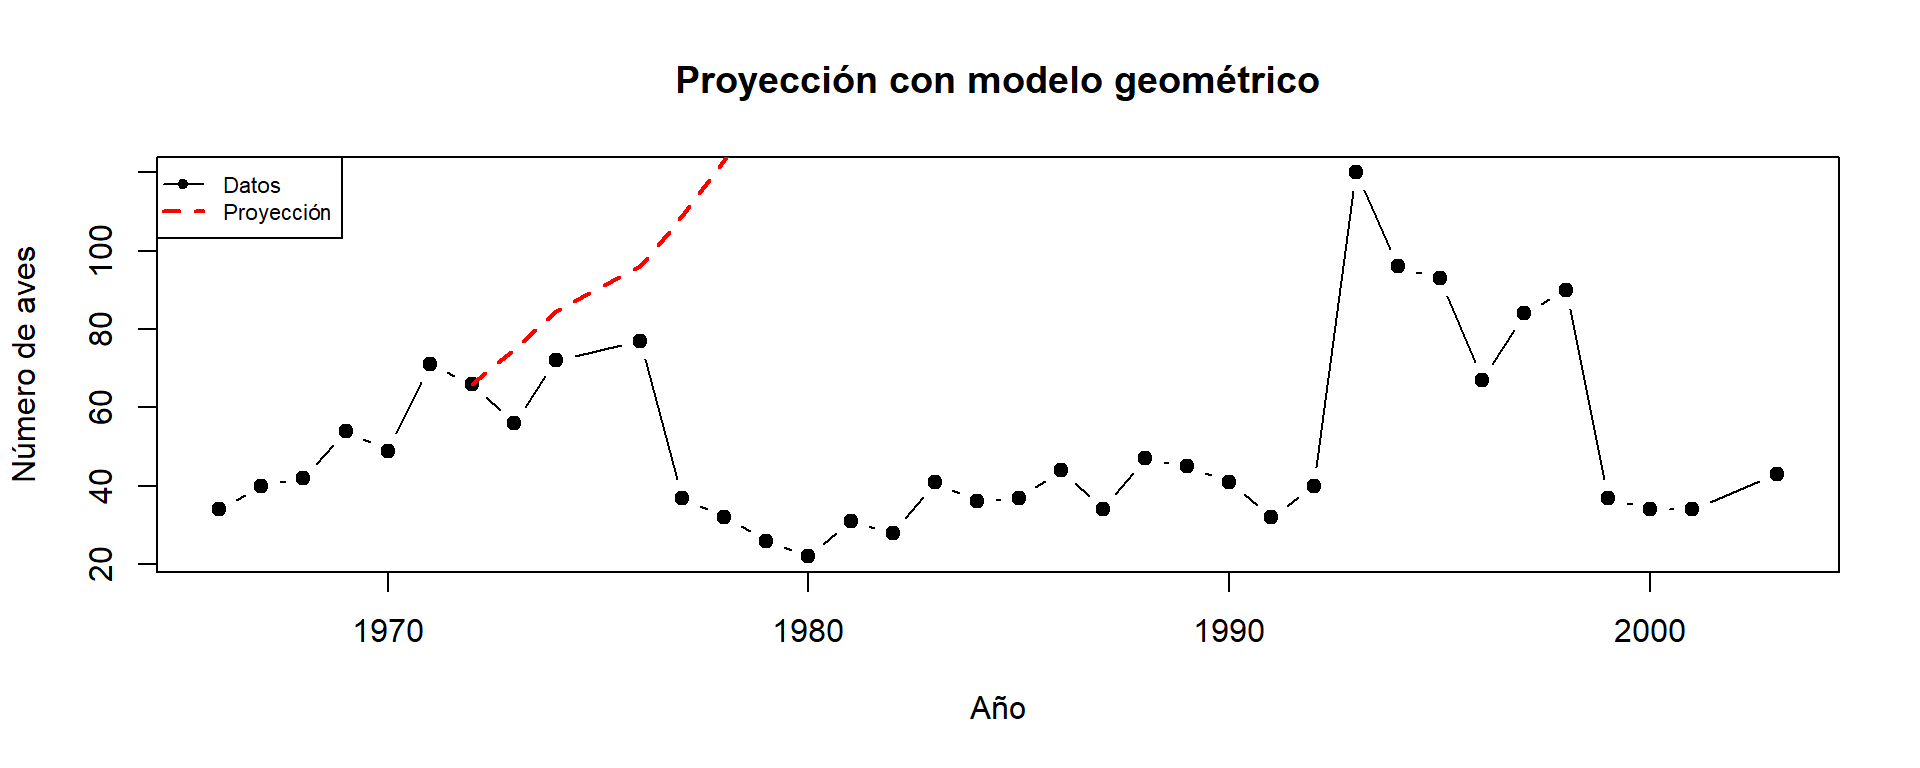 Proyección con modelo geométrico
Datos
Proyección
Número de aves
100
80
60
40
20
1970 1980 1990 2000
Año